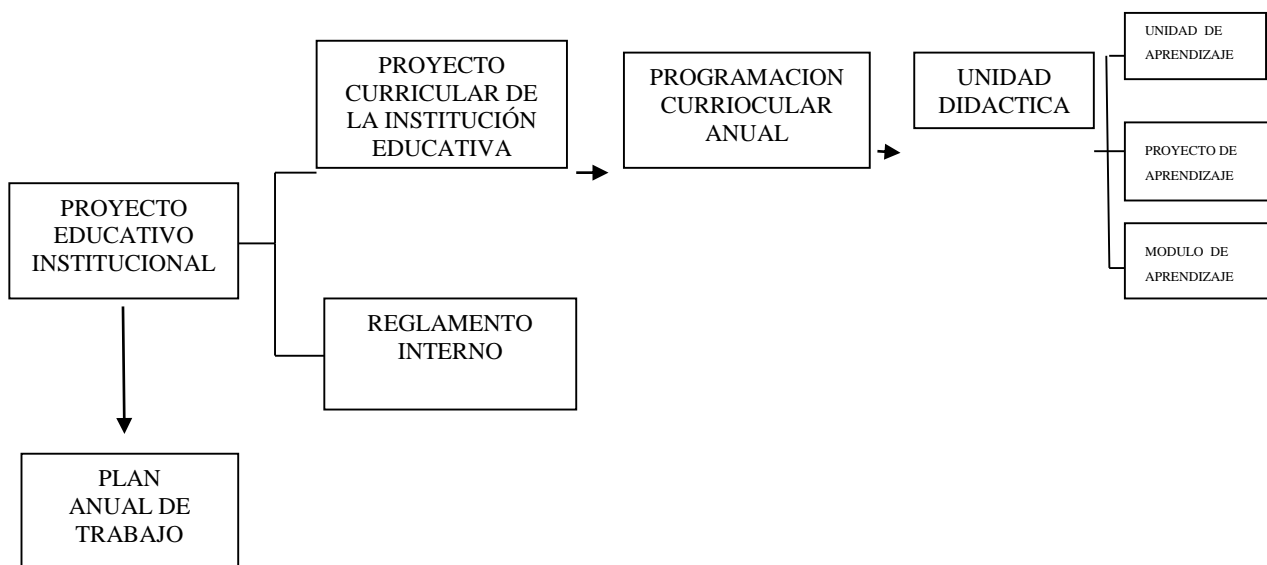 PROYECTO
EDUCATIVO
INSTITUCIONAL
PROYECTO
CURRICULAR DE
LA INSTITUCIÓN
EDUCATIVA
PROGRAMACION
CURRIOCULAR
ANUAL
UNIDAD
DIDACTICA
UNIDAD DE
APRENDIZAJE
PROYECTO DE
APRENDIZAJE
MODULO DE
APRENDIZAJE
REGLAMENTO
INTERNO
PLAN
ANUAL DE
TRABAJO